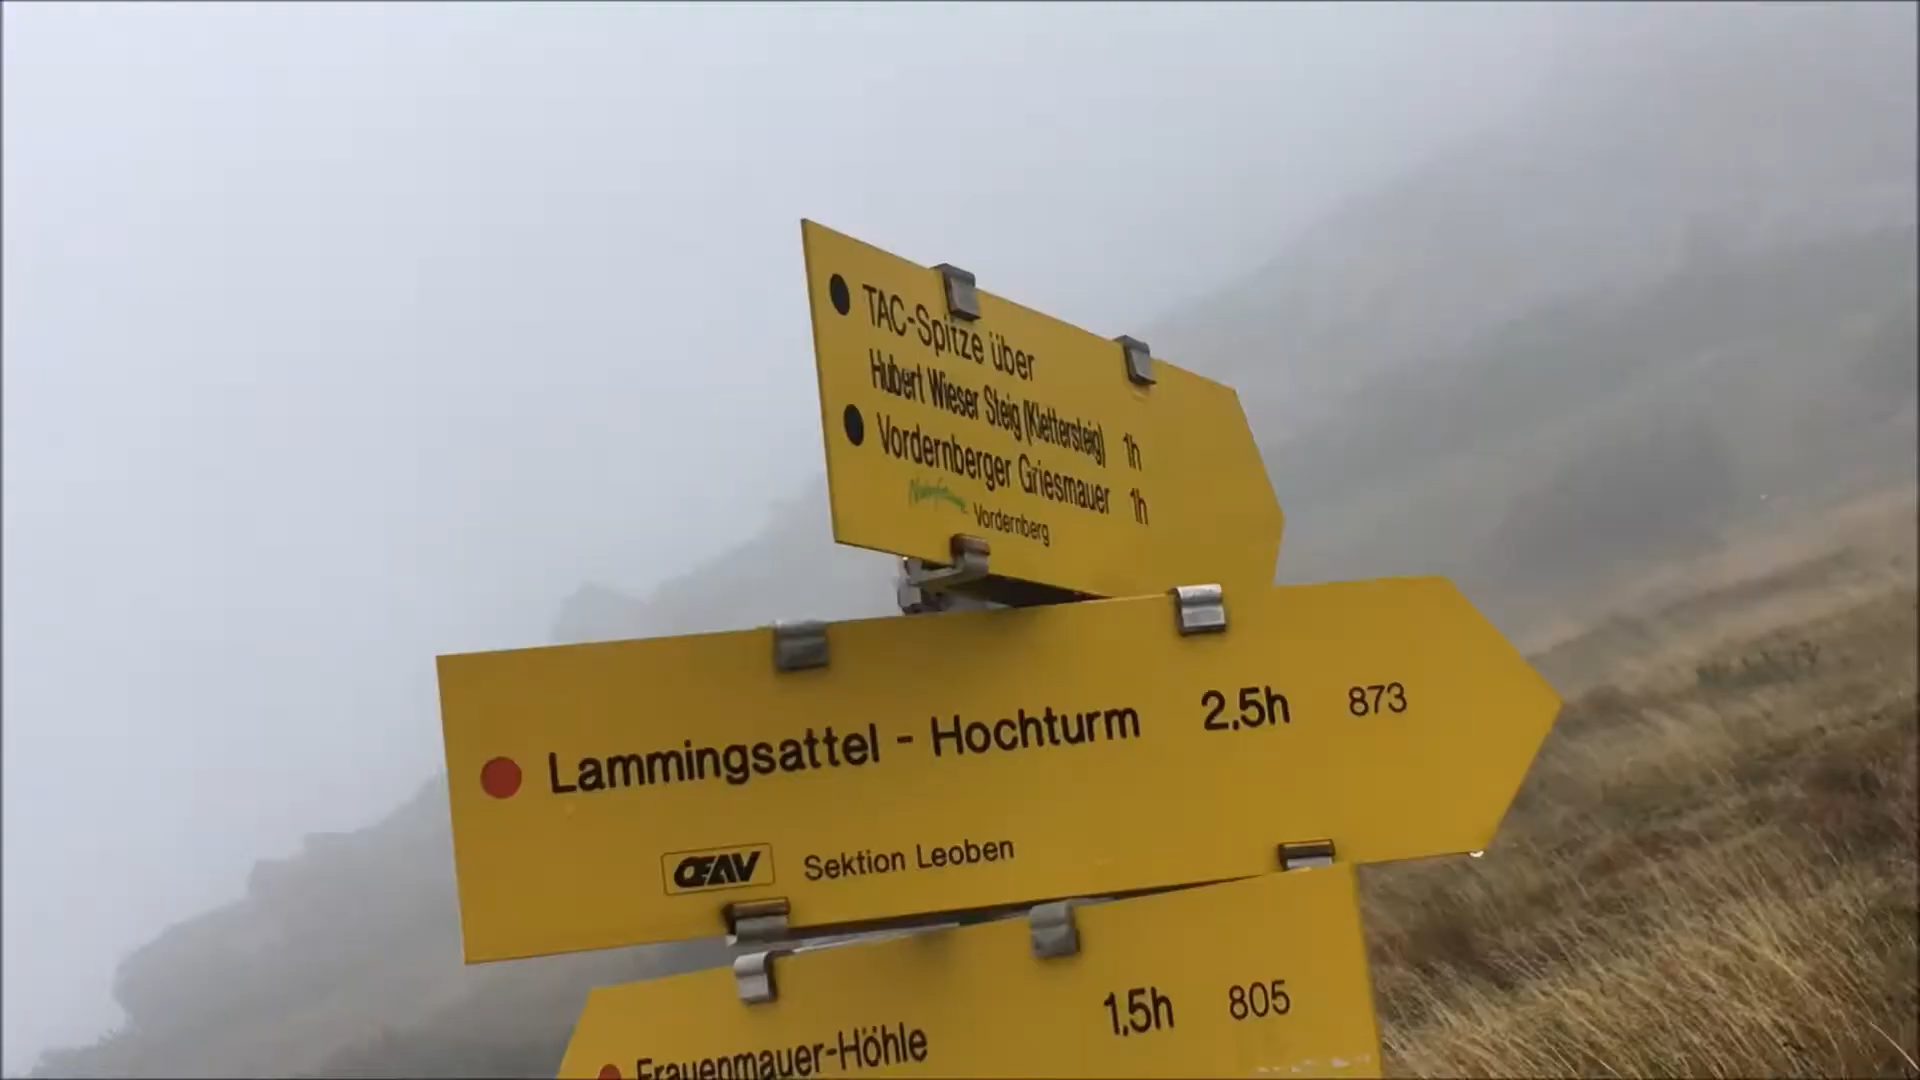 TAC-Spitze über
Hubert Wieser Steig (Klettersteig) 1h
Vordernberger Griesmauer 1h
Vordernberg
Lammingsattel - Hochturm 2.5h 873
OEAV Sektion Leoben
Frauenmauer-Höhle 1.5h 805